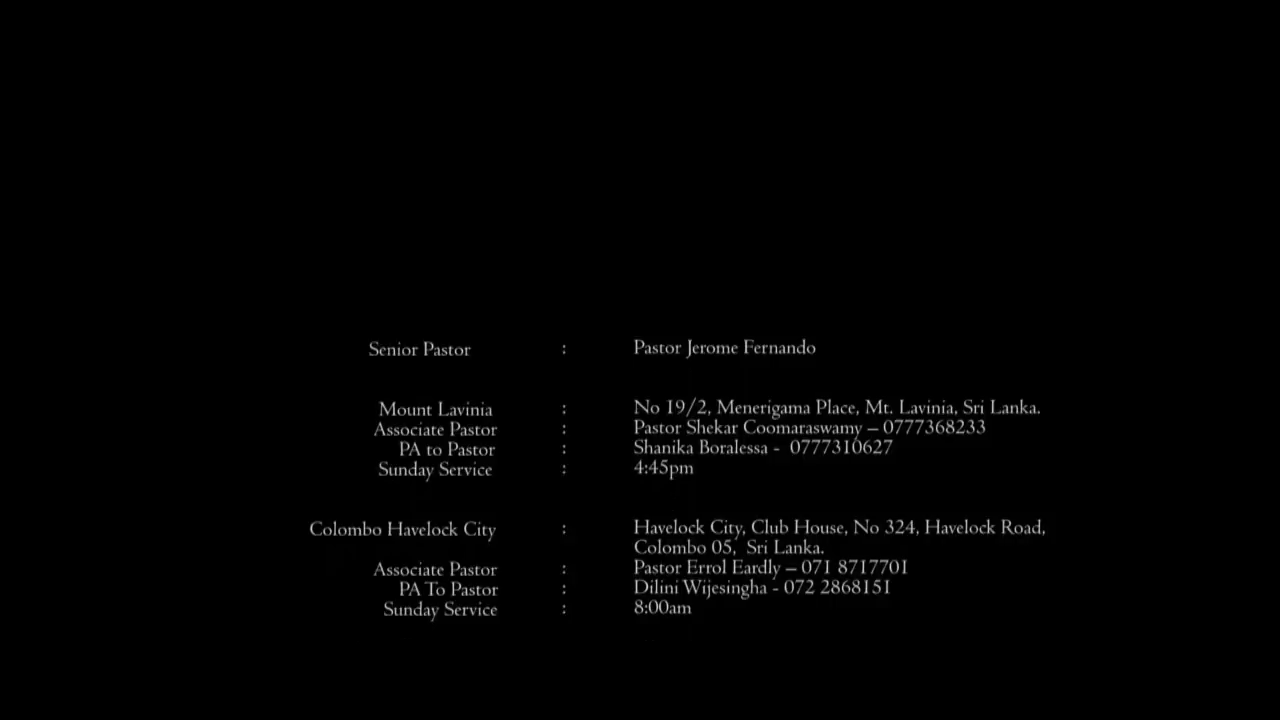 Senior Pastor : Pastor Jerome Fernando
Mount Lavinia : No 19/2, Menerigama Place, Mt. Lavinia, Sri Lanka.
Associate Pastor : Pastor Shekar Coomaraswamy – 0777368233
PA to Pastor : Shanika Boralessa - 0777310627
Sunday Service : 4:45pm
Colombo Havelock City : Havelock City, Club House, No 324, Havelock Road,
Colombo 05, Sri Lanka.
Associate Pastor : Pastor Errol Eardly – 071 8717701
PA To Pastor : Dilini Wijesingha - 072 2868151
Sunday Service : 8:00am